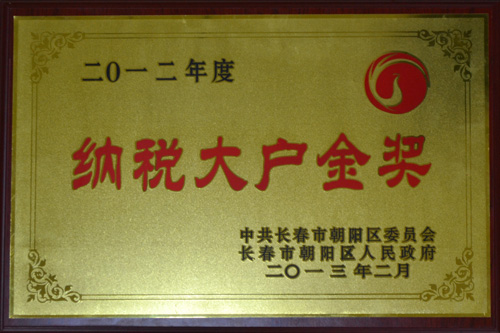 二〇一二年度
纳税大户金奖
中共长春市朝阳区委员会
长春市朝阳区人民政府
二〇一三年二月